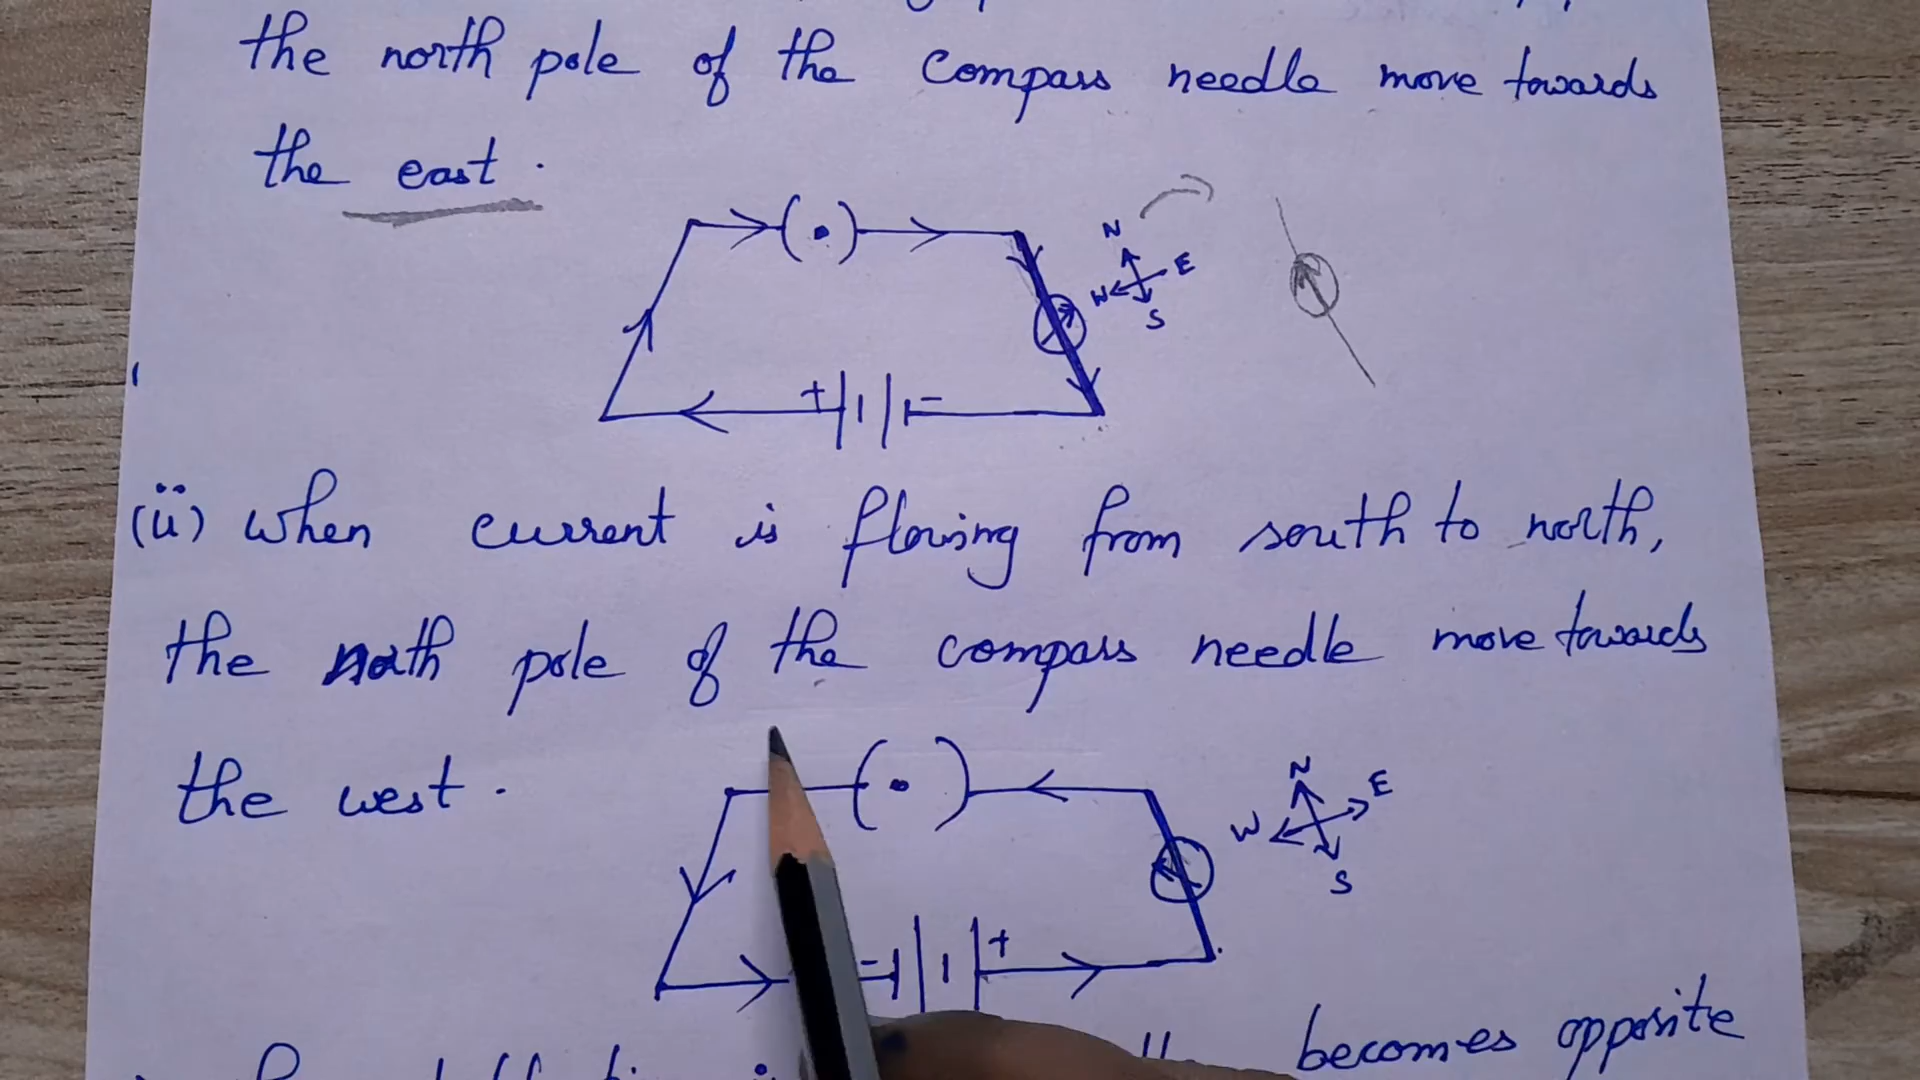 the north pole of the compass needle move towards
the east.
N
W E
S
+ -
(ii) when current is flowing from south to north,
the north pole of the compass needle move towards
the west.
N
W E
S
- +
becomes opposite